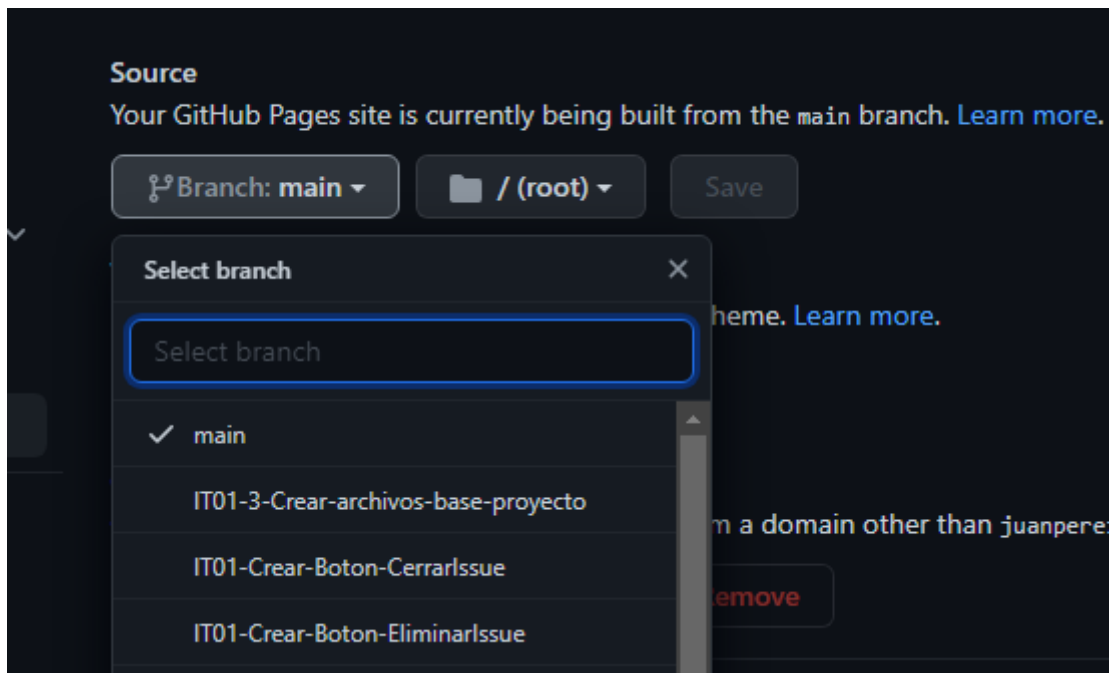 Source
Your GitHub Pages site is currently being built from the main branch. Learn more.
Branch: main
/ (root)
Save
Select branch
heme. Learn more.
Select branch
main
IT01-3-Crear-archivos-base-proyecto
m a domain other than
IT01-Crear-Boton-CerrarIssue
emove
IT01-Crear-Boton-EliminarIssue